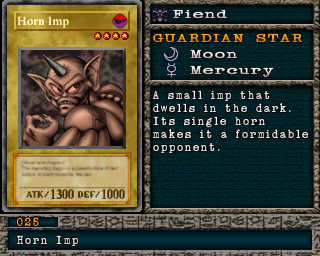 Horn Imp
Fiend
GUARDIAN STAR
Moon
Mercury
A small imp that
dwells in the dark.
Its single horn
makes it a formidable
opponent.
ATK/1300 DEF/1000
025
Horn Imp